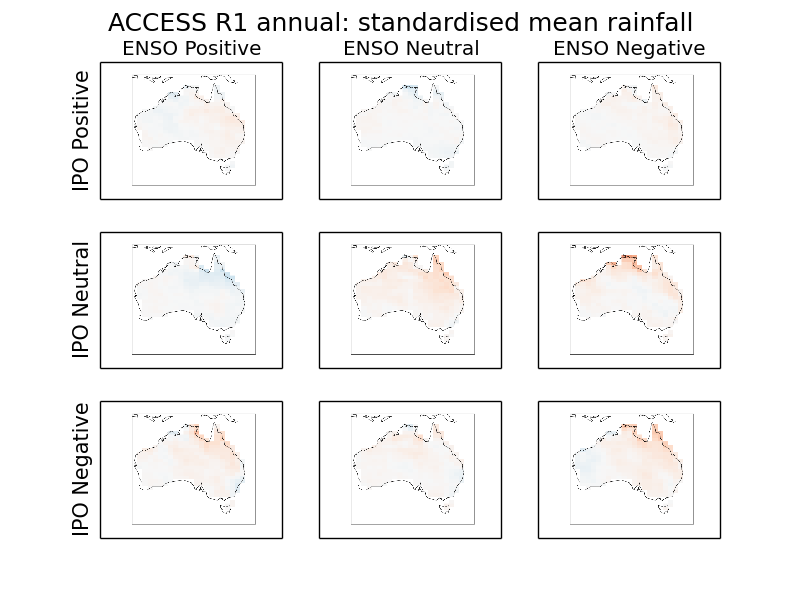 ACCESS R1 annual: standardised mean rainfall
ENSO Positive
ENSO Neutral
ENSO Negative
IPO Positive
IPO Neutral
IPO Negative